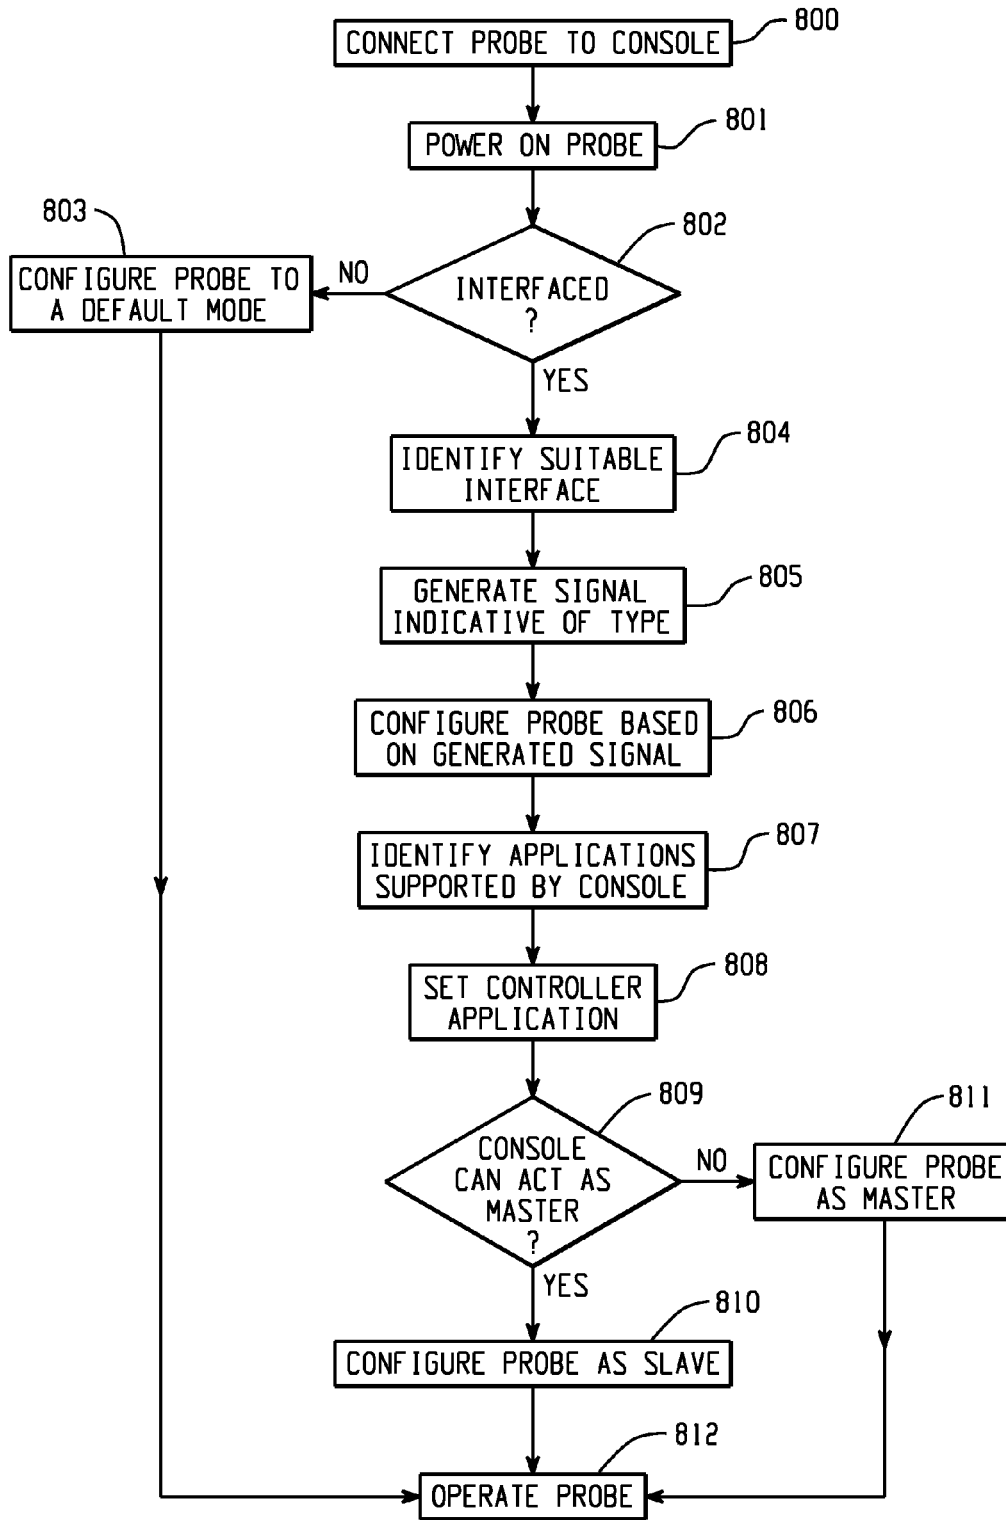 800
CONNECT PROBE TO CONSOLE
801
POWER ON PROBE
803
802
CONFIGURE PROBE TO
A DEFAULT MODE
NO
INTERFACED
?
YES
804
IDENTIFY SUITABLE
INTERFACE
805
GENERATE SIGNAL
INDICATIVE OF TYPE
806
CONFIGURE PROBE BASED
ON GENERATED SIGNAL
807
IDENTIFY APPLICATIONS
SUPPORTED BY CONSOLE
808
SET CONTROLLER
APPLICATION
809
811
CONSOLE
CAN ACT AS
MASTER
?
NO
CONFIGURE PROBE
AS MASTER
YES
810
CONFIGURE PROBE AS SLAVE
812
OPERATE PROBE